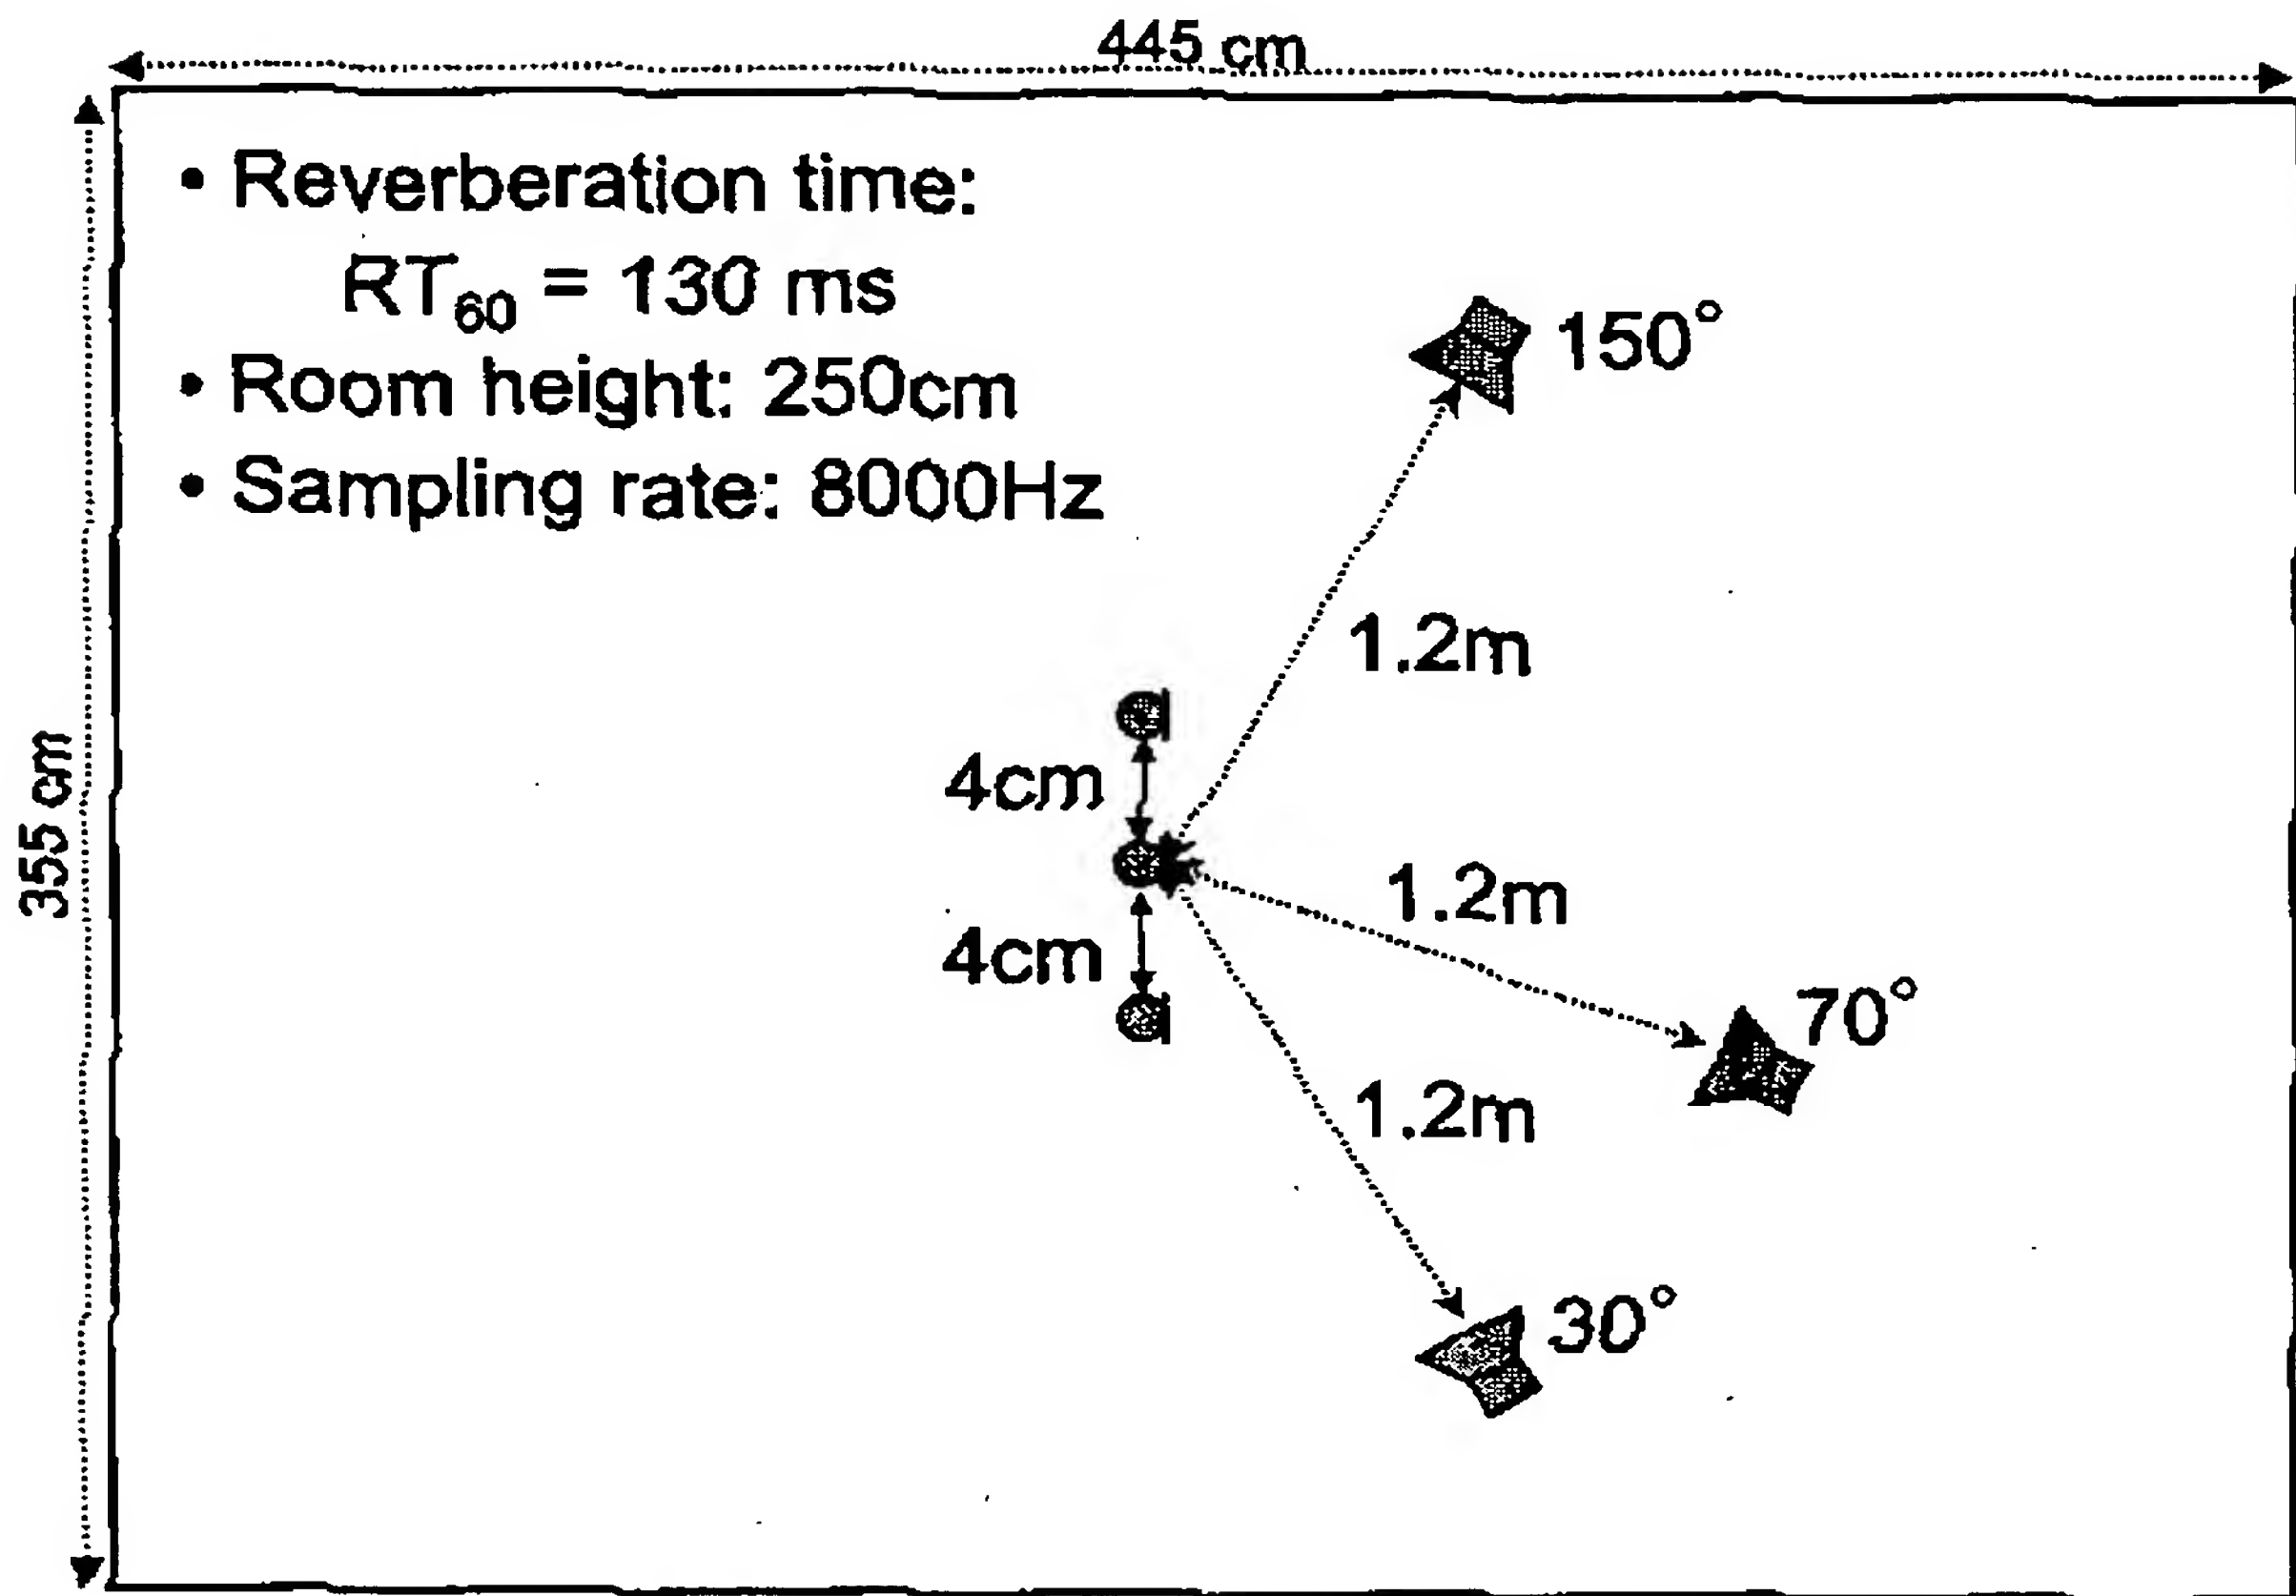 445 cm
• Reverberation time:
RT₆₀ = 130 ms
• Room height: 250cm
• Sampling rate: 8000Hz
150°
1.2m
4cm
355 cm
1.2m
4cm
70°
1.2m
30°